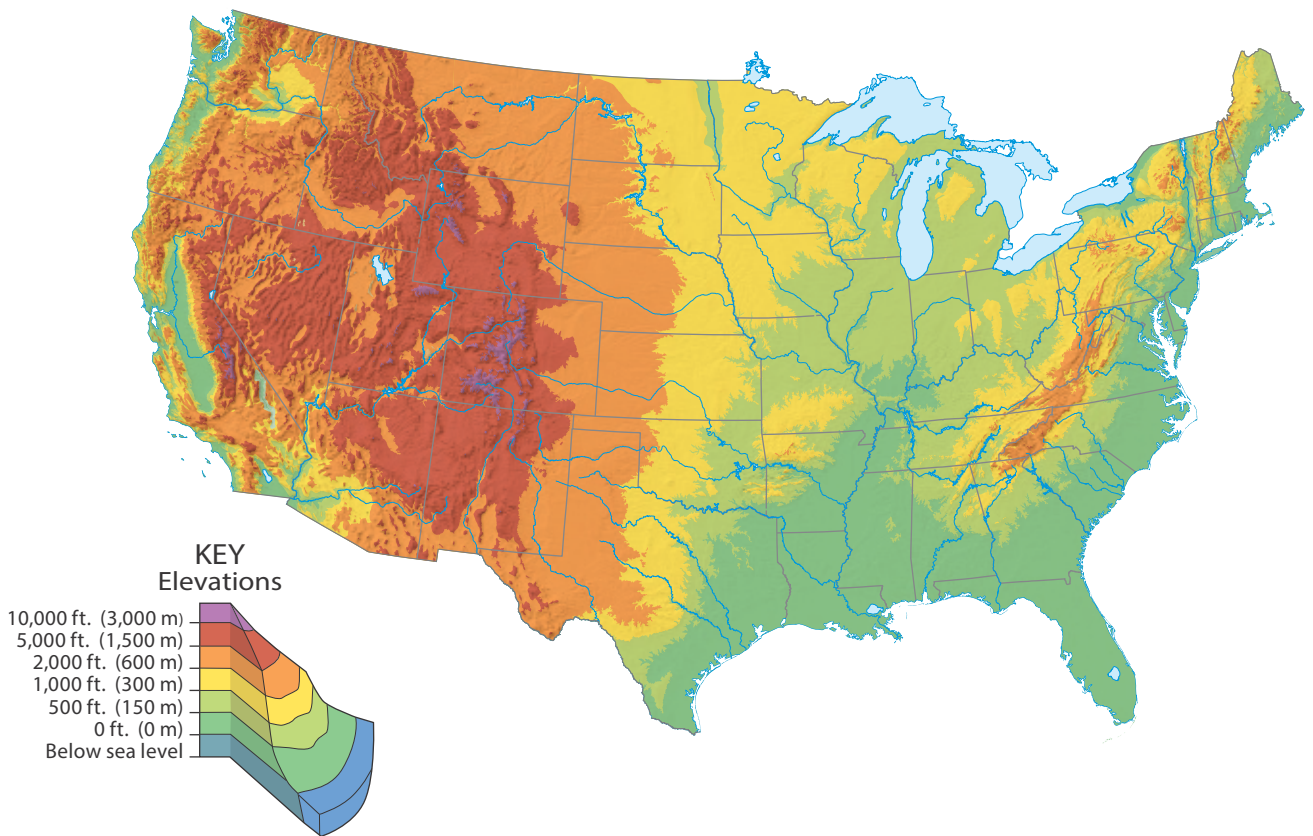 KEY
Elevations
10,000 ft. (3,000 m)
5,000 ft. (1,500 m)
2,000 ft. (600 m)
1,000 ft. (300 m)
500 ft. (150 m)
0 ft. (0 m)
Below sea level